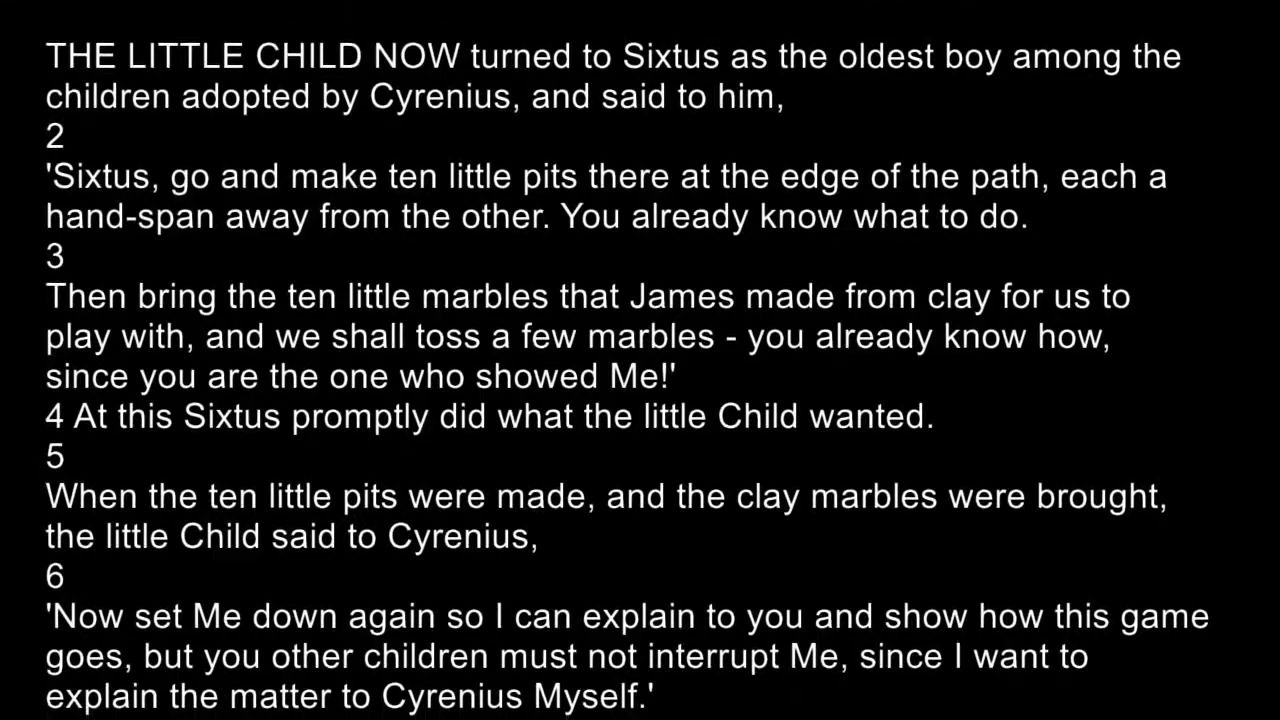 THE LITTLE CHILD NOW turned to Sixtus as the oldest boy among the
children adopted by Cyrenius, and said to him,
2
'Sixtus, go and make ten little pits there at the edge of the path, each a
hand-span away from the other. You already know what to do.
3
Then bring the ten little marbles that James made from clay for us to
play with, and we shall toss a few marbles - you already know how,
since you are the one who showed Me!'
4 At this Sixtus promptly did what the little Child wanted.
5
When the ten little pits were made, and the clay marbles were brought,
the little Child said to Cyrenius,
6
'Now set Me down again so I can explain to you and show how this game
goes, but you other children must not interrupt Me, since I want to
explain the matter to Cyrenius Myself.'